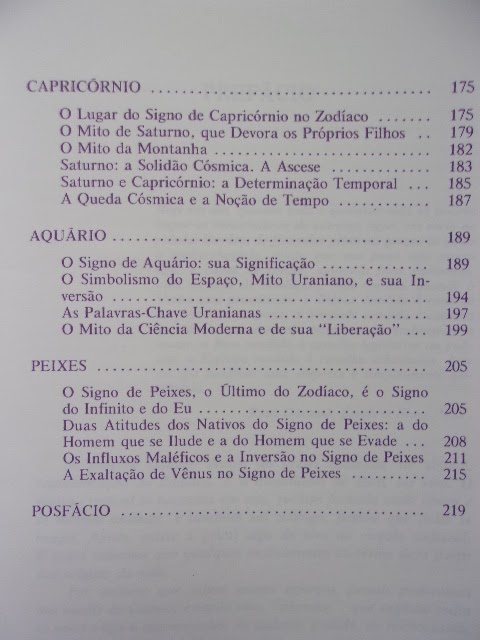 CAPRICÓRNIO ................................ 175
O Lugar do Signo de Capricórnio no Zodíaco ....... 175
O Mito de Saturno, que Devora os Próprios Filhos .. 179
O Mito da Montanha ........................ 182
Saturno: a Solidão Cósmica. A Ascese ............ 183
Saturno e Capricórnio: a Determinação Temporal ... 185
A Queda Cósmica e a Noção de Tempo ............ 187
AQUÁRIO .................................... 189
O Signo de Aquário: sua Significação ............. 189
O Simbolismo do Espaço, Mito Uraniano, e sua In-
versão .................................... 194
As Palavras-Chave Uranianas .................... 197
O Mito da Ciência Moderna e de sua “Liberação” ... 199
PEIXES ...................................... 205
O Signo de Peixes, o Último do Zodíaco, é o Signo
do Infinito e do Eu .......................... 205
Duas Atitudes dos Nativos do Signo de Peixes: a do
Homem que se Ilude e a do Homem que se Evade ... 208
Os Influxos Maléficos e a Inversão no Signo de Peixes 211
A Exaltação de Vênus no Signo de Peixes .......... 215
POSFÁCIO ................................... 219